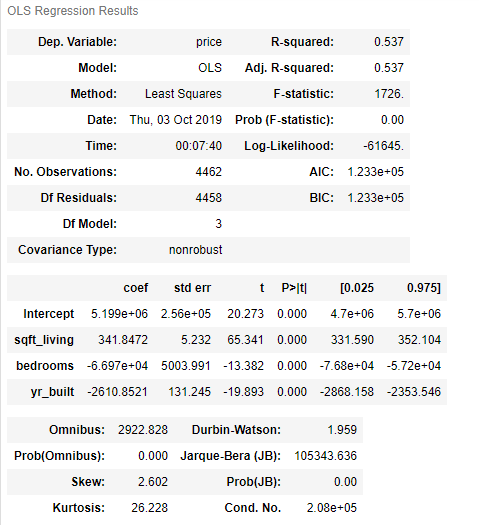 OLS Regression Results
Dep. Variable: price R-squared: 0.537
Model: OLS Adj. R-squared: 0.537
Method: Least Squares F-statistic: 1726.
Date: Thu, 03 Oct 2019 Prob (F-statistic): 0.00
Time: 00:07:40 Log-Likelihood: -61645.
No. Observations: 4462 AIC: 1.233e+05
Df Residuals: 4458 BIC: 1.233e+05
Df Model: 3
Covariance Type: nonrobust
coef std err t P>|t| [0.025 0.975]
Intercept 5.199e+06 2.56e+05 20.273 0.000 4.7e+06 5.7e+06
sqft_living 341.8472 5.232 65.341 0.000 331.590 352.104
bedrooms -6.697e+04 5003.991 -13.382 0.000 -7.68e+04 -5.72e+04
yr_built -2610.8521 131.245 -19.893 0.000 -2868.158 -2353.546
Omnibus: 2922.828 Durbin-Watson: 1.959
Prob(Omnibus): 0.000 Jarque-Bera (JB): 105343.636
Skew: 2.602 Prob(JB): 0.00
Kurtosis: 26.228 Cond. No. 2.08e+05